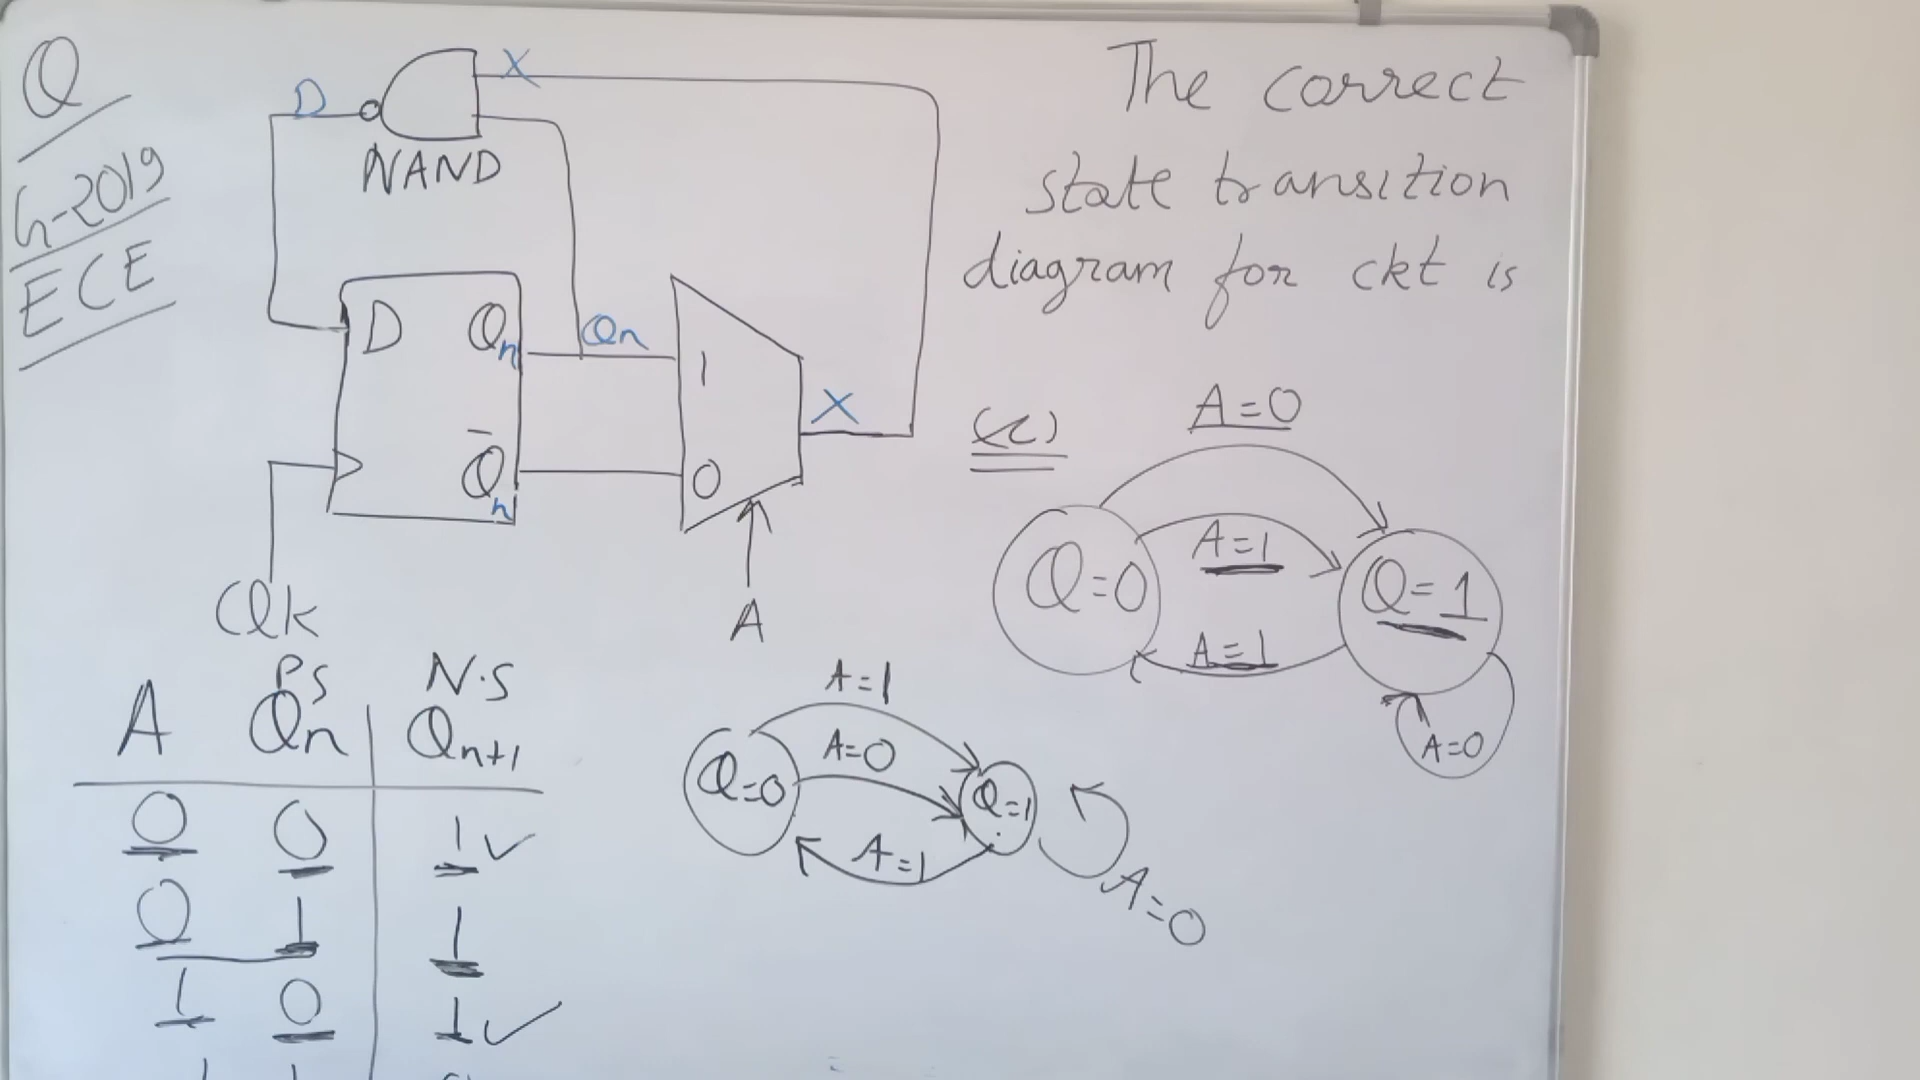 Q
G-2019
ECE
The correct
state transition
diagram for ckt is
D
X
NAND
D Qn
Qn
1
X
Q̅n
0
Clk
A
(c)
A=0
A=1
Q=0
Q=1
A=1
A=0
PS N.S
A Qn Qn+1
0 0 1 ✓
0 1 1
1 0 1 ✓
A=1
A=0
Q=0
Q=1
A=1
A=0